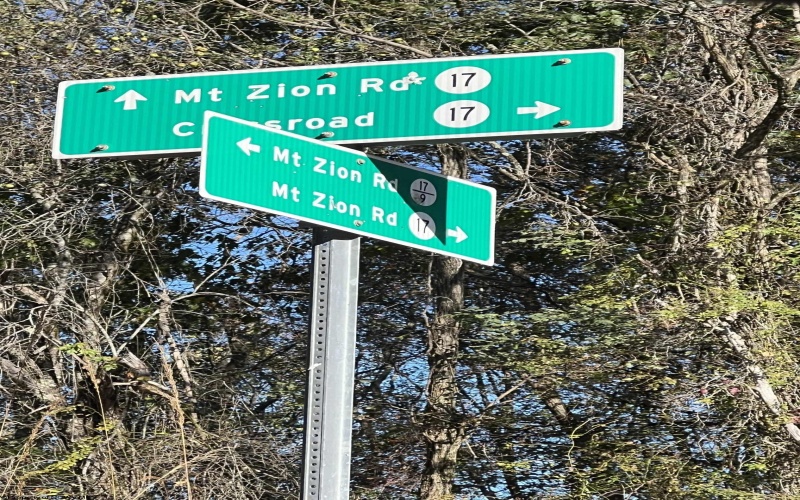 ↑ Mt Zion Rd 17
Crossroad 17 →
← Mt Zion Rd 17/9
Mt Zion Rd 17 →